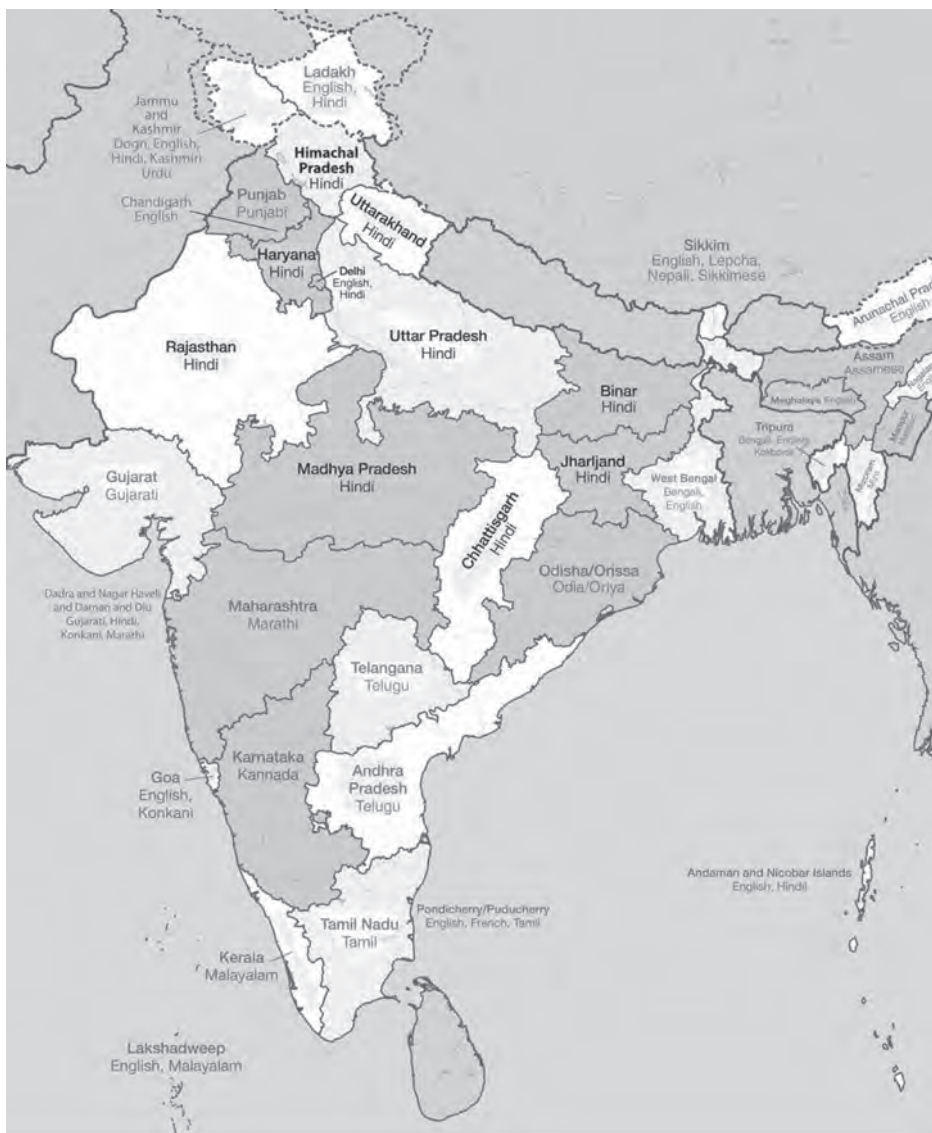 Ladakh
English,
Hindi
Jammu
and
Kashmir
Dogri, English,
Hindi, Kashmiri
Urdu
Himachal
Pradesh
Hindi
Punjab
Punjabi
Chandigarh
English
Uttarakhand
Hindi
Haryana
Hindi
Delhi
English,
Hindi
Sikkim
English, Lepcha,
Nepali, Sikkimese
Arunachal Prad
English
Rajasthan
Hindi
Uttar Pradesh
Hindi
Assam
Assamese
Binar
Hindi
Meghalaya English
Tripura
Bengali, English,
Kokborok
Gujarat
Gujarati
Madhya Pradesh
Hindi
Jharljand
Hindi
West Bengal
Bengali,
English
Chhattisgarh
Hindi
Odisha/Orissa
Odia/Oriya
Dadra and Nagar Haveli
and Daman and Diu
Gujarati, Hindi,
Konkani, Marathi
Maharashtra
Marathi
Telangana
Telugu
Karnataka
Kannada
Goa
English,
Konkani
Andhra
Pradesh
Telugu
Andaman and Nicobar Islands
English, Hindil
Pondicherry/Puducherry
English, French, Tamil
Tamil Nadu
Tamil
Kerala
Malayalam
Lakshadweep
English, Malayalam